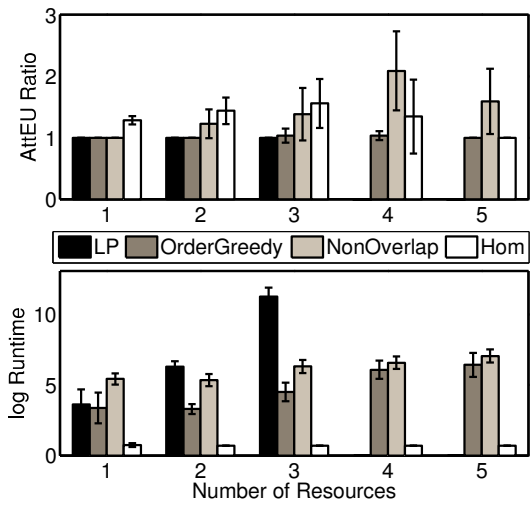 3
2
1
0
AttEU Ratio
1 2 3 4 5
LP OrderGreedy NonOverlap Hom
10
5
0
log Runtime
1 2 3 4 5
Number of Resources